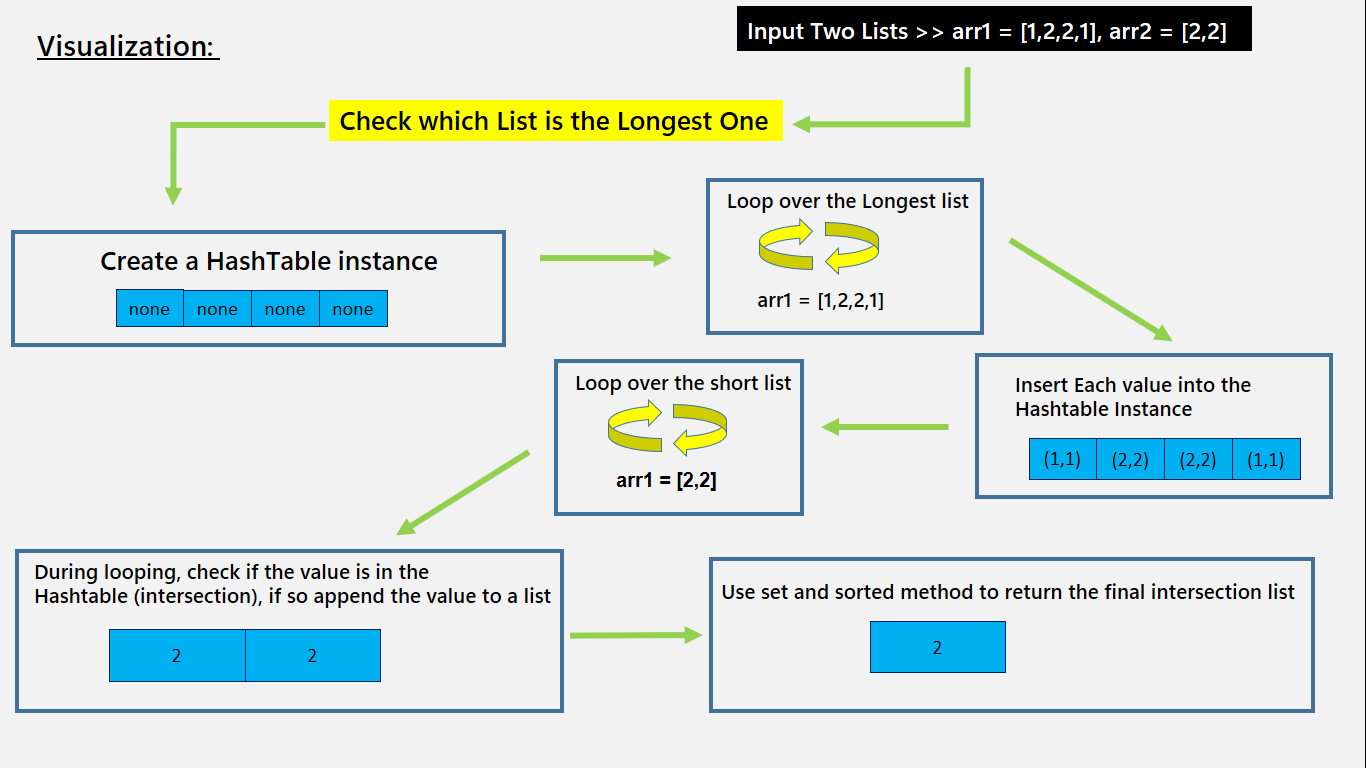 Visualization:
Input Two Lists >> arr1 = [1,2,2,1], arr2 = [2,2]
Check which List is the Longest One
Create a HashTable instance
none none none none
Loop over the Longest list
arr1 = [1,2,2,1]
Insert Each value into the
Hashtable Instance
(1,1) (2,2) (2,2) (1,1)
Loop over the short list
arr1 = [2,2]
During looping, check if the value is in the
Hashtable (intersection), if so append the value to a list
2 2
Use set and sorted method to return the final intersection list
2